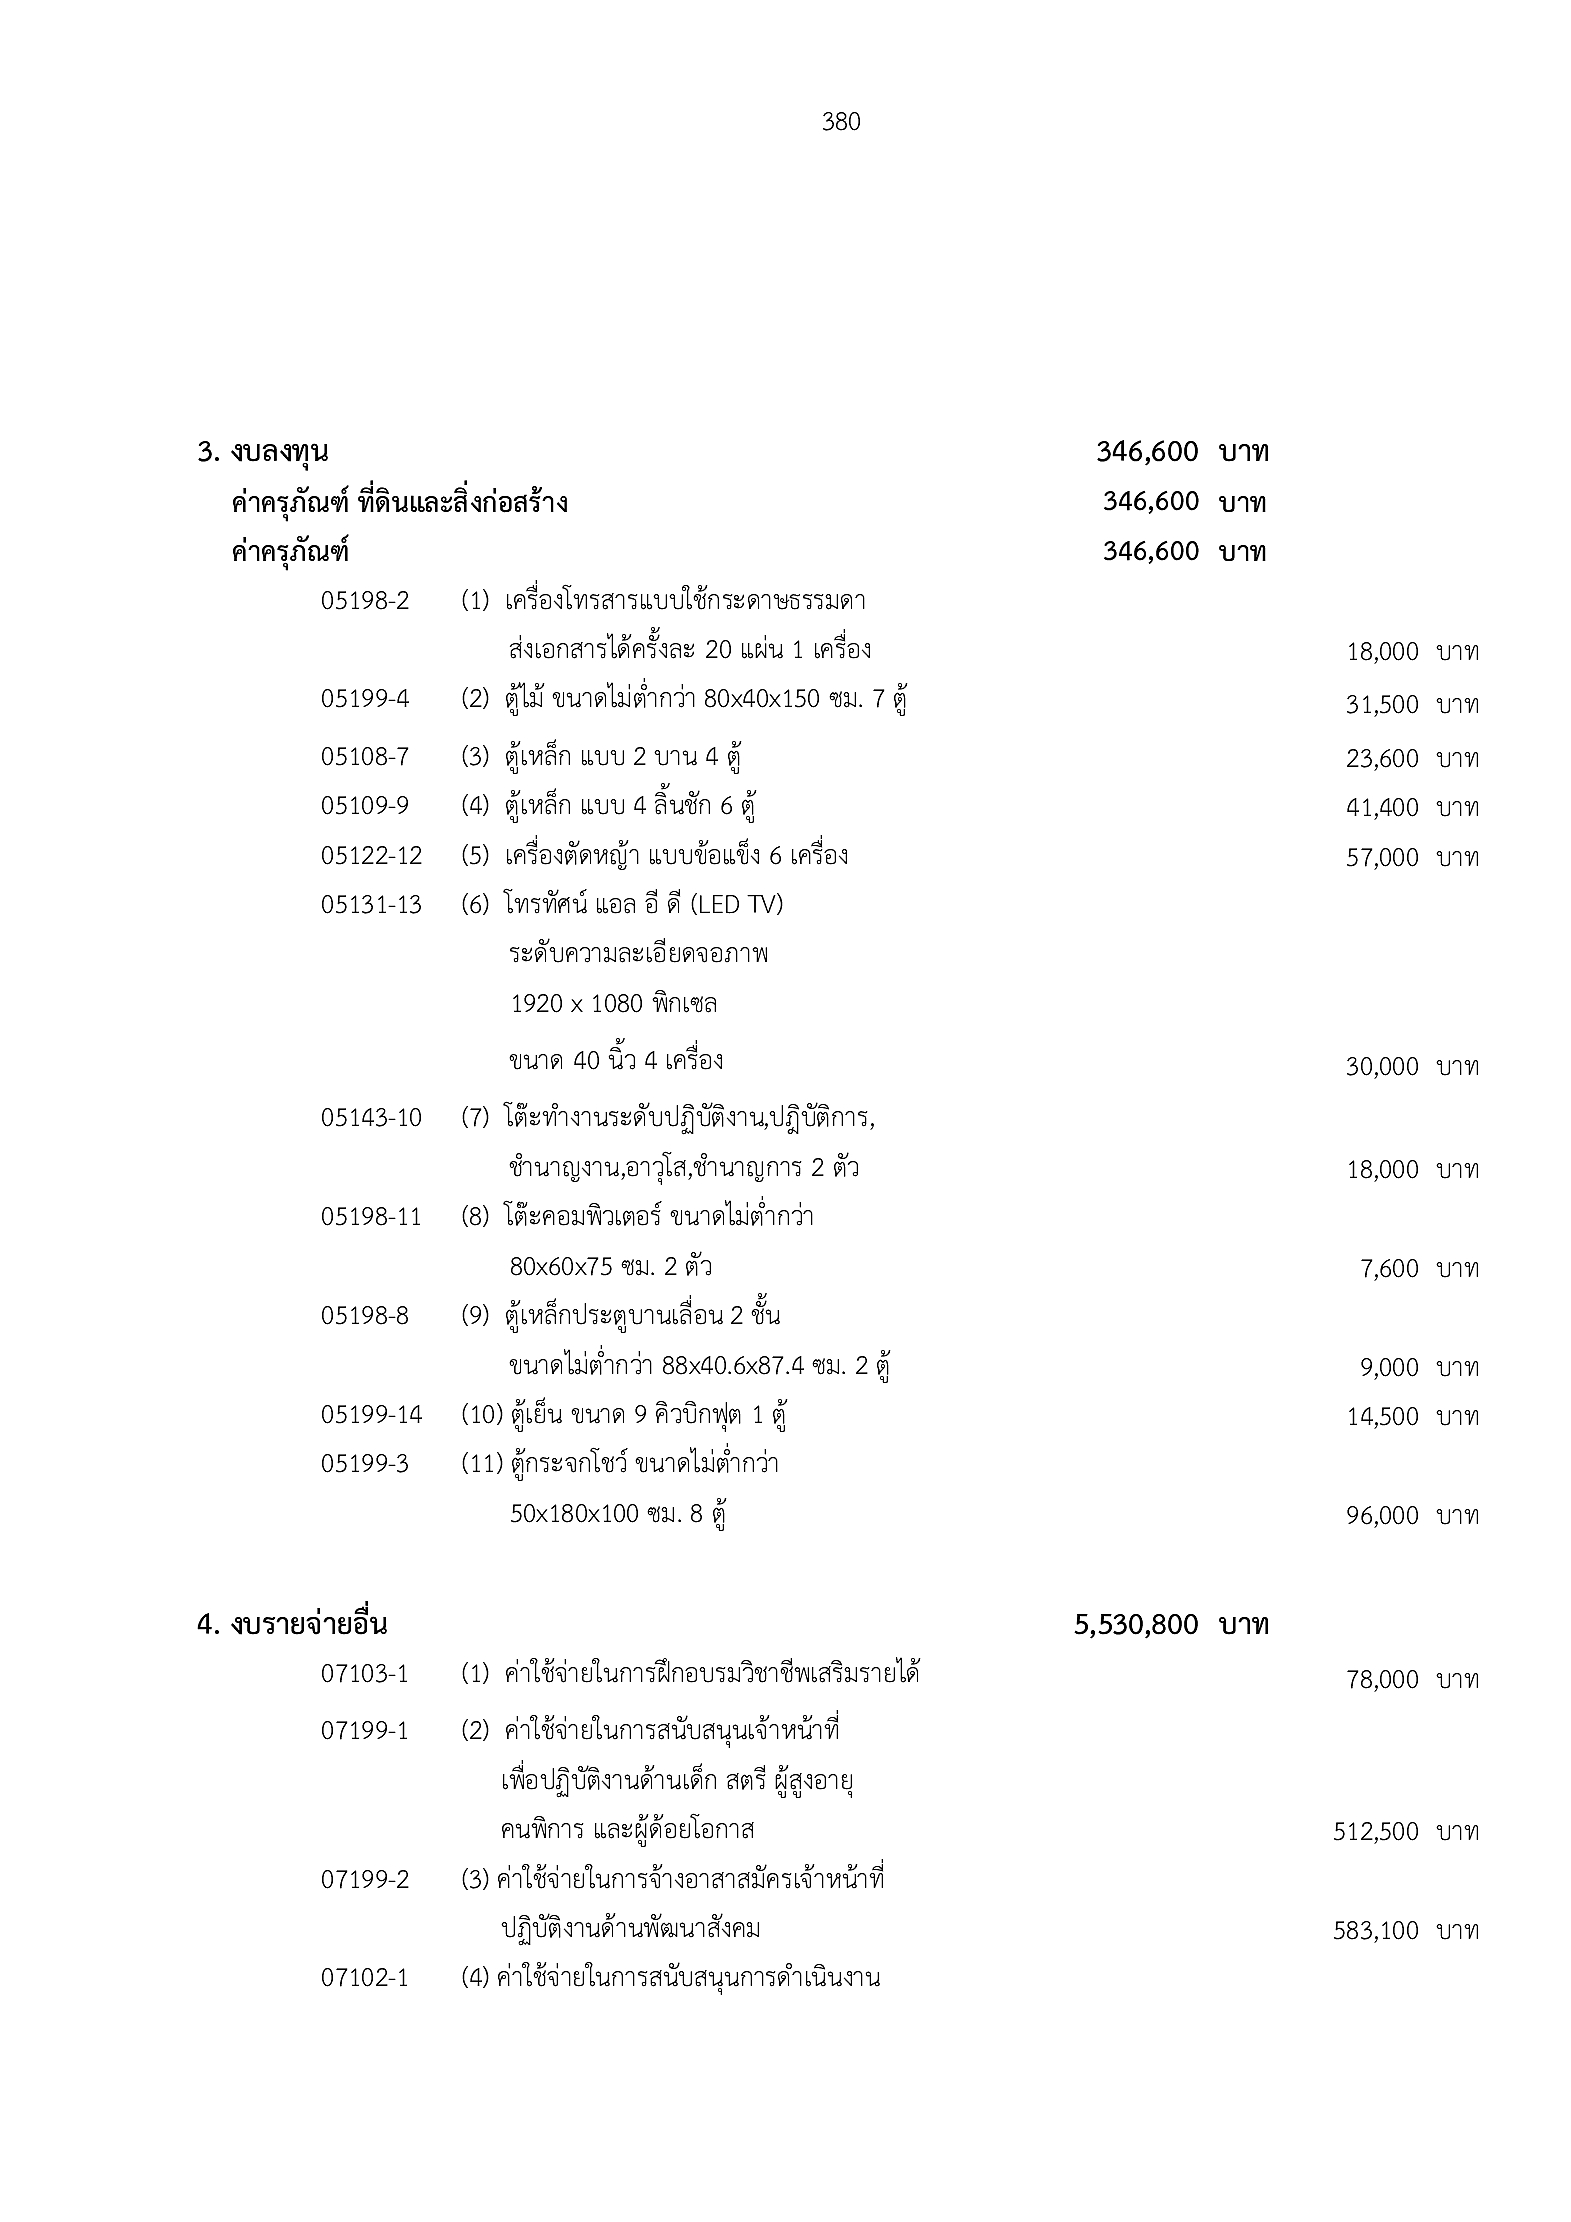 380
3. งบลงทุน 346,600 บาท
ค่าครุภัณฑ์ ที่ดินและสิ่งก่อสร้าง 346,600 บาท
ค่าครุภัณฑ์ 346,600 บาท
05198-2 (1) เครื่องโทรสารแบบใช้กระดาษธรรมดา
ส่งเอกสารได้ครั้งละ 20 แผ่น 1 เครื่อง 18,000 บาท
05199-4 (2) ตู้ไม้ ขนาดไม่ต่ำกว่า 80x40x150 ซม. 7 ตู้ 31,500 บาท
05108-7 (3) ตู้เหล็ก แบบ 2 บาน 4 ตู้ 23,600 บาท
05109-9 (4) ตู้เหล็ก แบบ 4 ลิ้นชัก 6 ตู้ 41,400 บาท
05122-12 (5) เครื่องตัดหญ้า แบบข้อแข็ง 6 เครื่อง 57,000 บาท
05131-13 (6) โทรทัศน์ แอล อี ดี (LED TV)
ระดับความละเอียดจอภาพ
1920 x 1080 พิกเซล
ขนาด 40 นิ้ว 4 เครื่อง 30,000 บาท
05143-10 (7) โต๊ะทำงานระดับปฏิบัติงาน,ปฎิบัติการ,
ชำนาญงาน,อาวุโส,ชำนาญการ 2 ตัว 18,000 บาท
05198-11 (8) โต๊ะคอมพิวเตอร์ ขนาดไม่ต่ำกว่า
80x60x75 ซม. 2 ตัว 7,600 บาท
05198-8 (9) ตู้เหล็กประตูบานเลื่อน 2 ชั้น
ขนาดไม่ต่ำกว่า 88x40.6x87.4 ซม. 2 ตู้ 9,000 บาท
05199-14 (10) ตู้เย็น ขนาด 9 คิวบิกฟุต 1 ตู้ 14,500 บาท
05199-3 (11) ตู้กระจกโชว์ ขนาดไม่ต่ำกว่า
50x180x100 ซม. 8 ตู้ 96,000 บาท
4. งบรายจ่ายอื่น 5,530,800 บาท
07103-1 (1) ค่าใช้จ่ายในการฝึกอบรมวิชาชีพเสริมรายได้ 78,000 บาท
07199-1 (2) ค่าใช้จ่ายในการสนับสนุนเจ้าหน้าที่
เพื่อปฏิบัติงานด้านเด็ก สตรี ผู้สูงอายุ
คนพิการ และผู้ด้อยโอกาส 512,500 บาท
07199-2 (3) ค่าใช้จ่ายในการจ้างอาสาสมัครเจ้าหน้าที่
ปฏิบัติงานด้านพัฒนาสังคม 583,100 บาท
07102-1 (4) ค่าใช้จ่ายในการสนับสนุนการดำเนินงาน